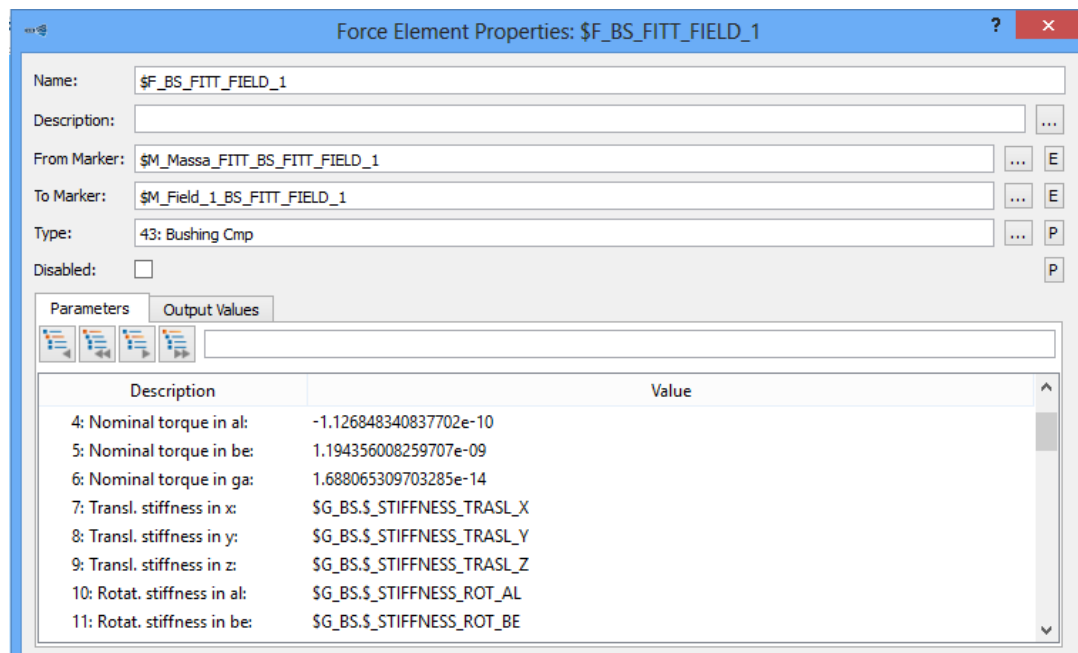 Force Element Properties: $F_BS_FITT_FIELD_1 ? ×
Name: $F_BS_FITT_FIELD_1
Description: ...
From Marker: $M_Massa_FITT_BS_FITT_FIELD_1 ... E
To Marker: $M_Field_1_BS_FITT_FIELD_1 ... E
Type: 43: Bushing Cmp ... P
Disabled: P
Parameters Output Values
Description Value
4: Nominal torque in al: -1.126848340837702e-10
5: Nominal torque in be: 1.194356008259707e-09
6: Nominal torque in ga: 1.688065309703285e-14
7: Transl. stiffness in x: $G_BS.$_STIFFNESS_TRASL_X
8: Transl. stiffness in y: $G_BS.$_STIFFNESS_TRASL_Y
9: Transl. stiffness in z: $G_BS.$_STIFFNESS_TRASL_Z
10: Rotat. stiffness in al: $G_BS.$_STIFFNESS_ROT_AL
11: Rotat. stiffness in be: $G_BS.$_STIFFNESS_ROT_BE